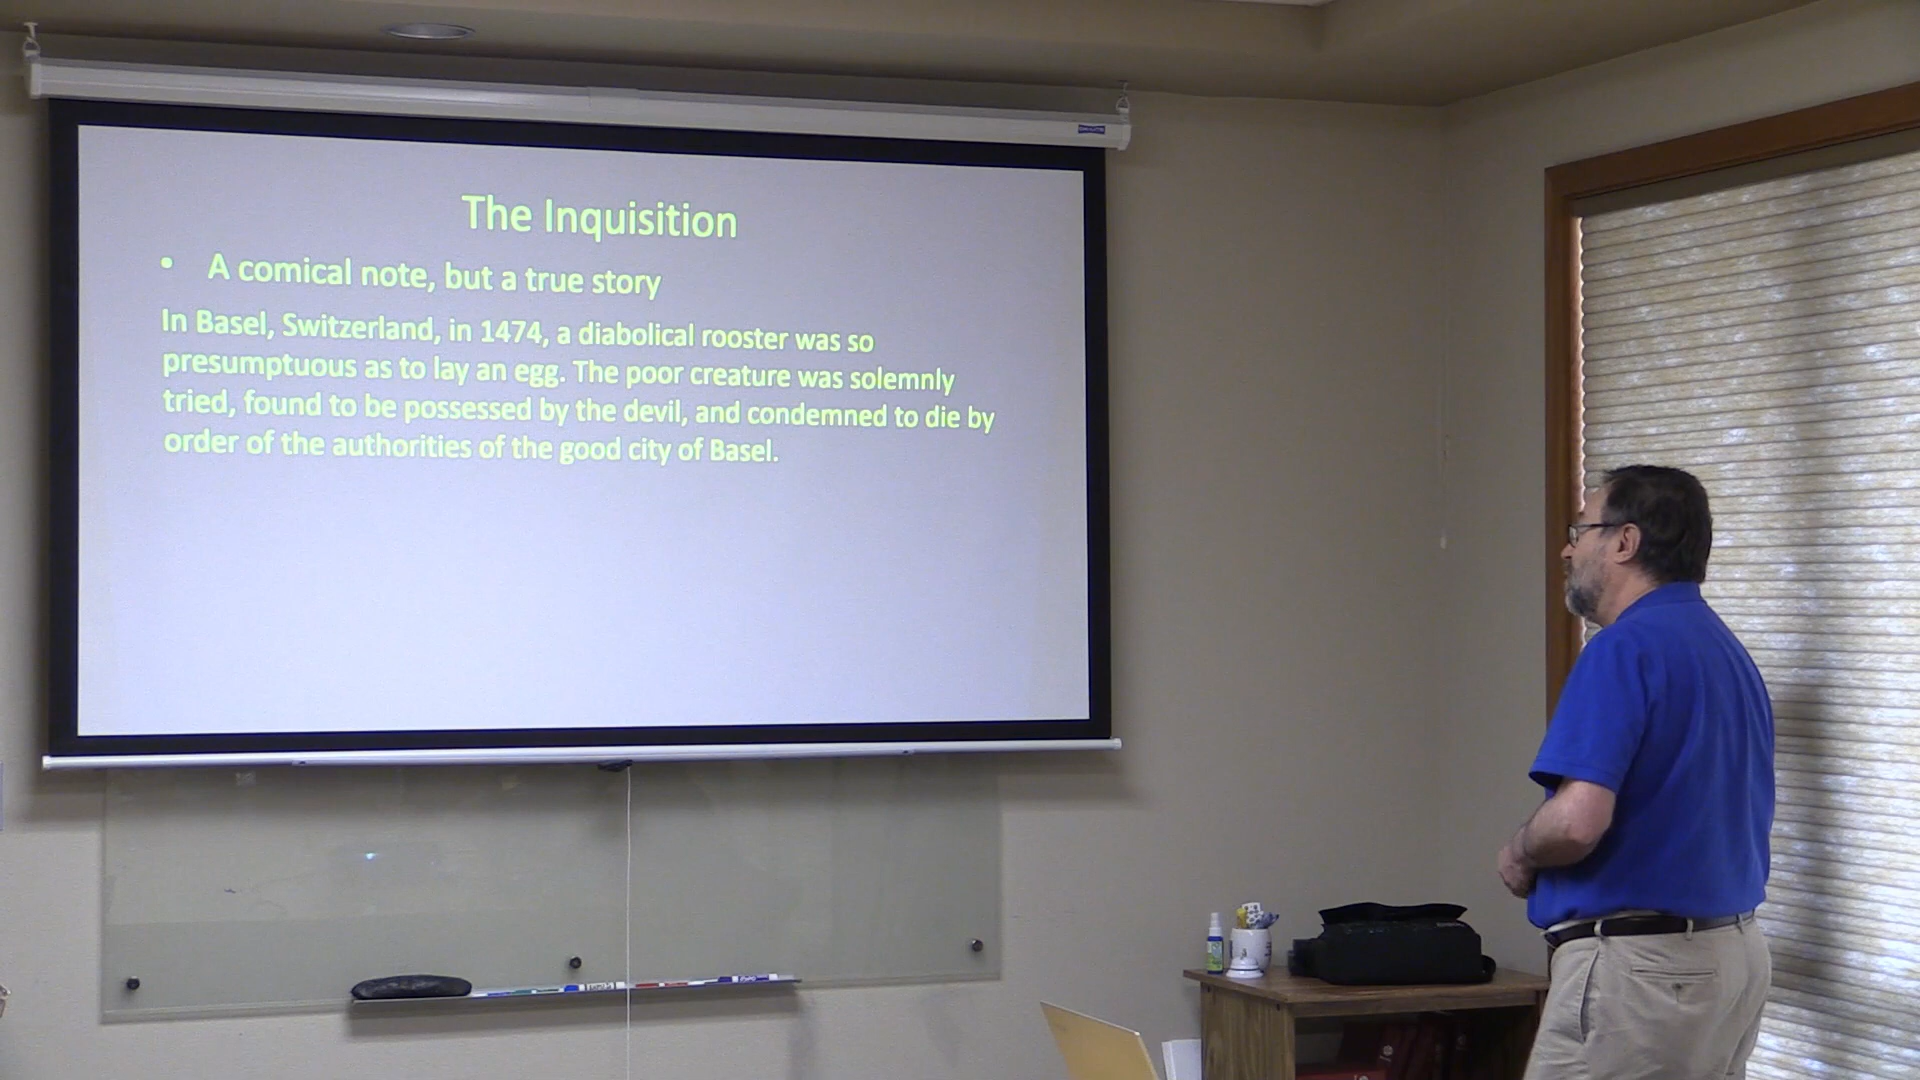 The Inquisition
• A comical note, but a true story
In Basel, Switzerland, in 1474, a diabolical rooster was so
presumptuous as to lay an egg. The poor creature was solemnly
tried, found to be possessed by the devil, and condemned to die by
order of the authorities of the good city of Basel.